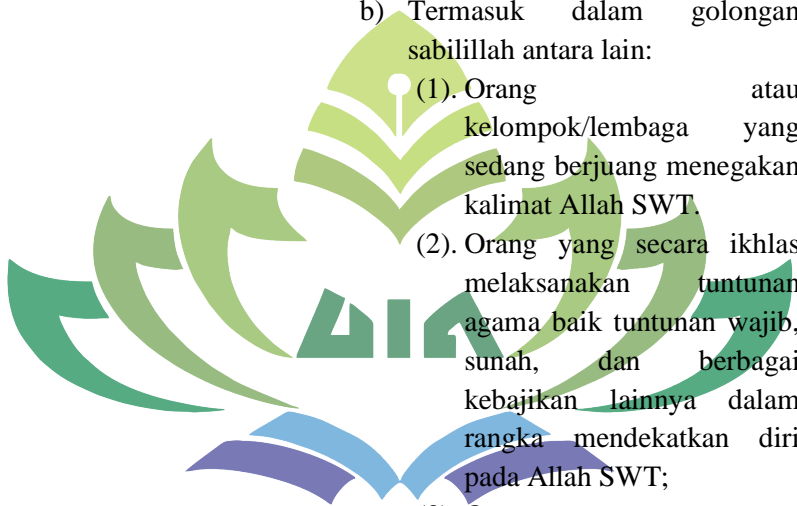 b) Termasuk dalam golongan
sabilillah antara lain:
(1). Orang atau
kelompok/lembaga yang
sedang berjuang menegakan
kalimat Allah SWT.
(2). Orang yang secara ikhlas
melaksanakan tuntunan
agama baik tuntunan wajib,
sunah, dan berbagai
kebajikan lainnya dalam
rangka mendekatkan diri
pada Allah SWT;